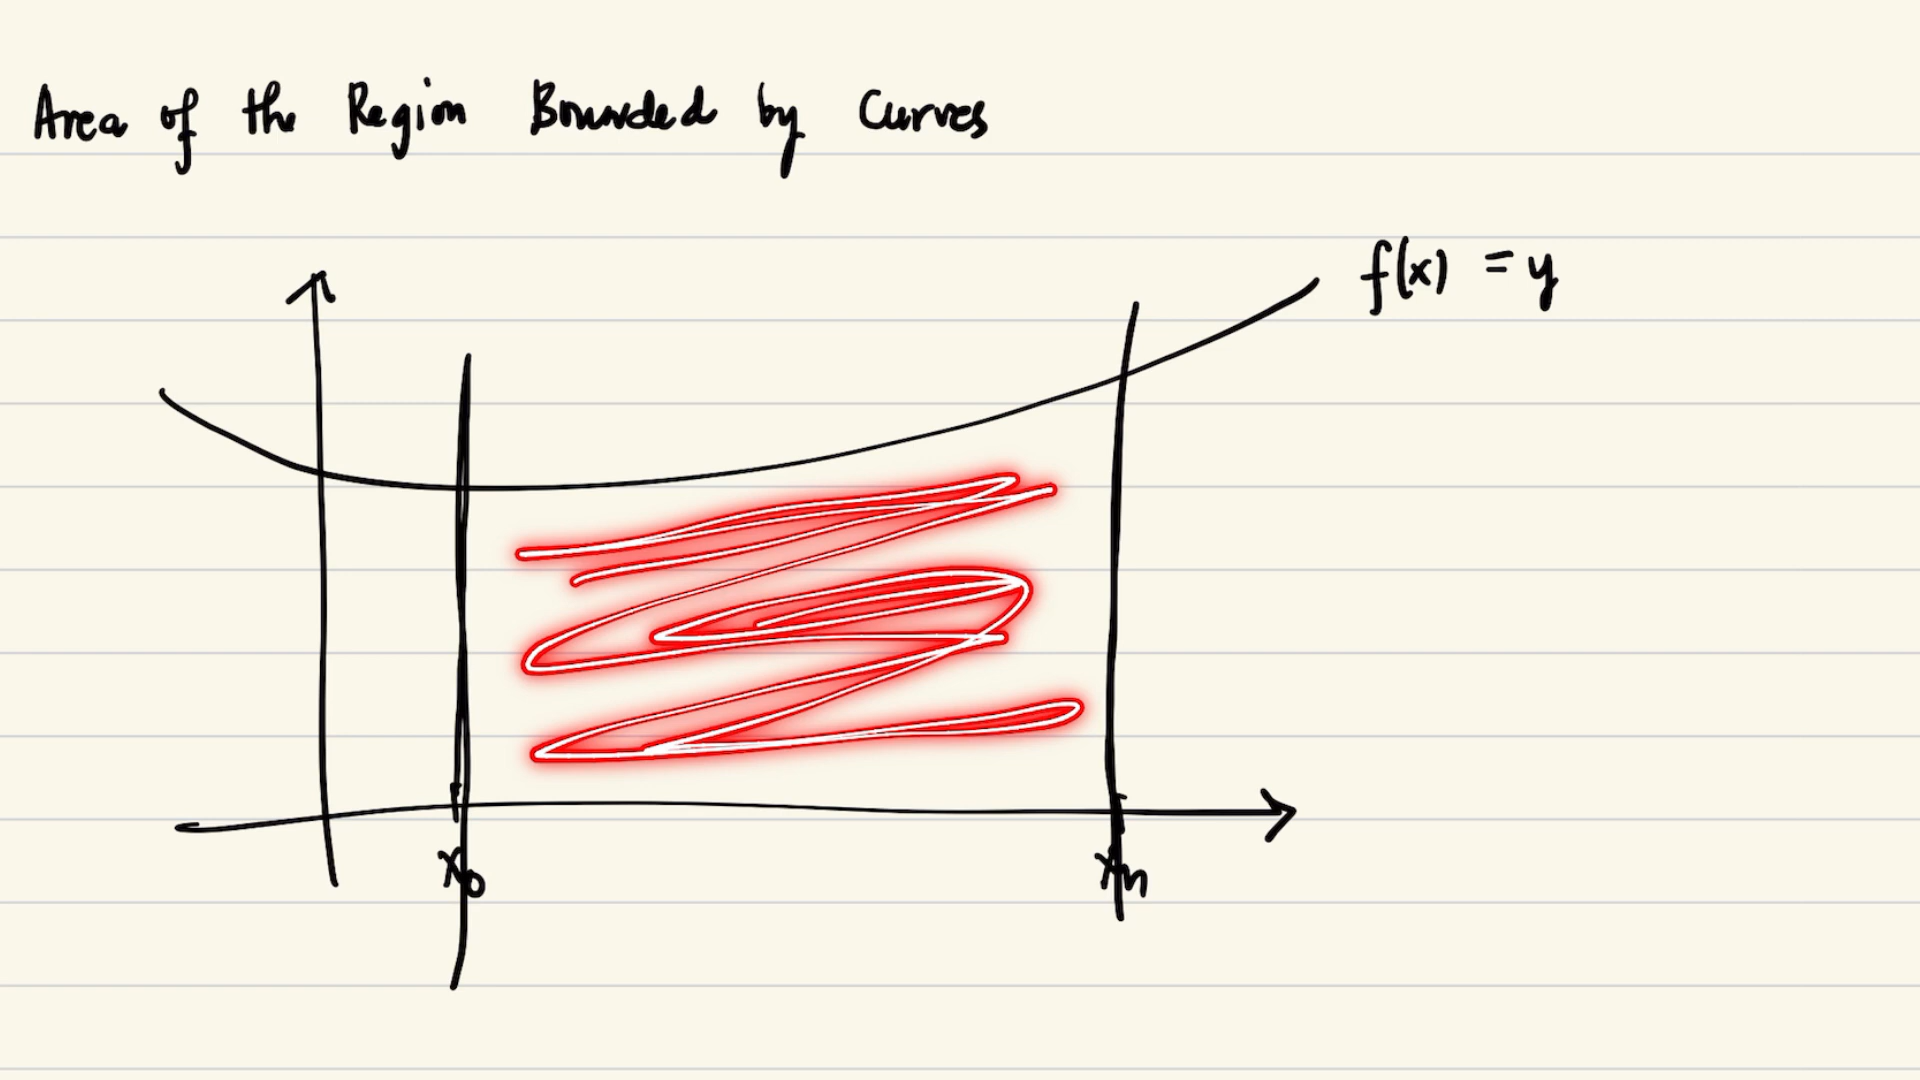 Area of the Region Bounded by Curves
f(x) = y
x₀ xₙ